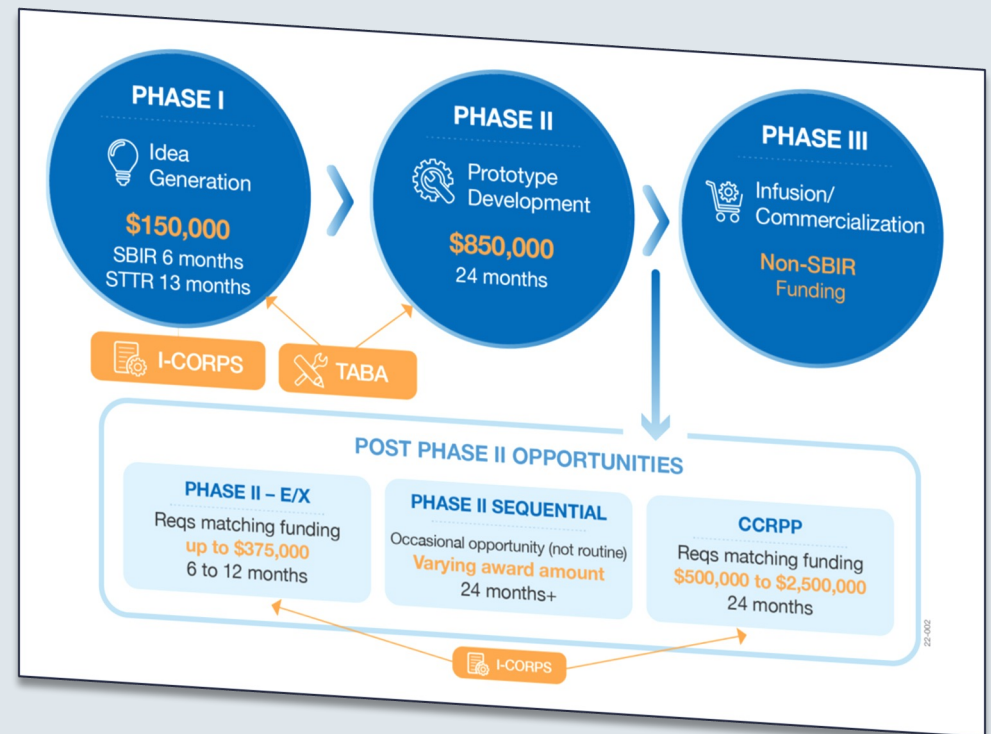 PHASE I
Idea
Generation
$150,000
SBIR 6 months
STTR 13 months
PHASE II
Prototype
Development
$850,000
24 months
PHASE III
Infusion/
Commercialization
Non-SBIR
Funding
I-CORPS
TABA
POST PHASE II OPPORTUNITIES
PHASE II – E/X
Reqs matching funding
up to $375,000
6 to 12 months
PHASE II SEQUENTIAL
Occasional opportunity (not routine)
Varying award amount
24 months+
CCRPP
Reqs matching funding
$500,000 to $2,500,000
24 months
I-CORPS
22-002